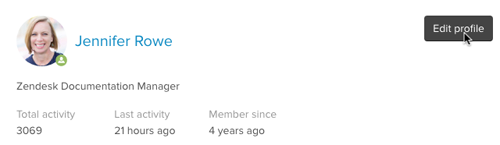 Jennifer Rowe
Edit profile
Zendesk Documentation Manager
Total activity Last activity Member since
3069 21 hours ago 4 years ago